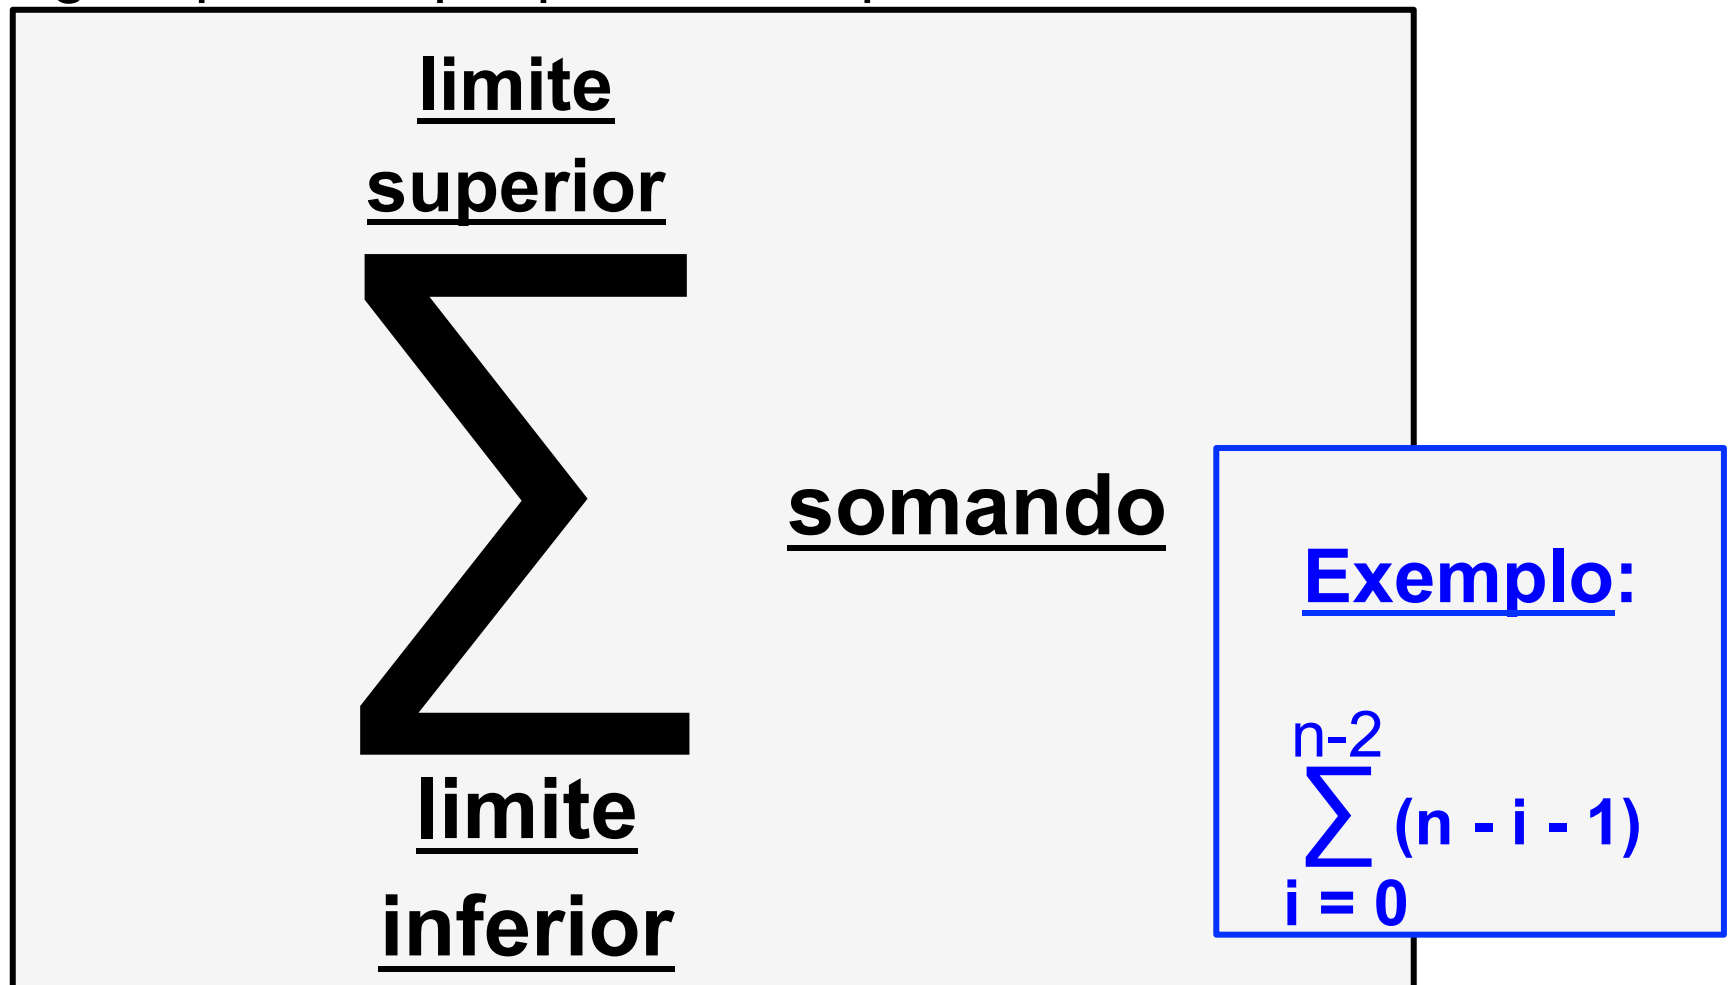 limite
superior
∑
somando
limite
inferior
Exemplo:
n-2
∑ (n - i - 1)
i = 0